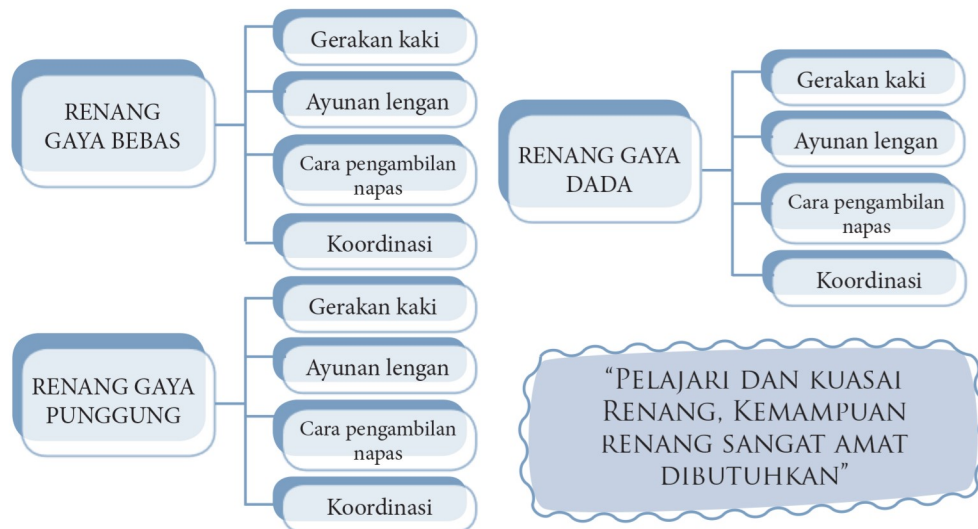 RENANG
GAYA BEBAS
Gerakan kaki
Ayunan lengan
Cara pengambilan
napas
Koordinasi
RENANG GAYA
PUNGGUNG
Gerakan kaki
Ayunan lengan
Cara pengambilan
napas
Koordinasi
RENANG GAYA
DADA
Gerakan kaki
Ayunan lengan
Cara pengambilan
napas
Koordinasi
“PELAJARI DAN KUASAI
RENANG, KEMAMPUAN
RENANG SANGAT AMAT
DIBUTUHKAN”